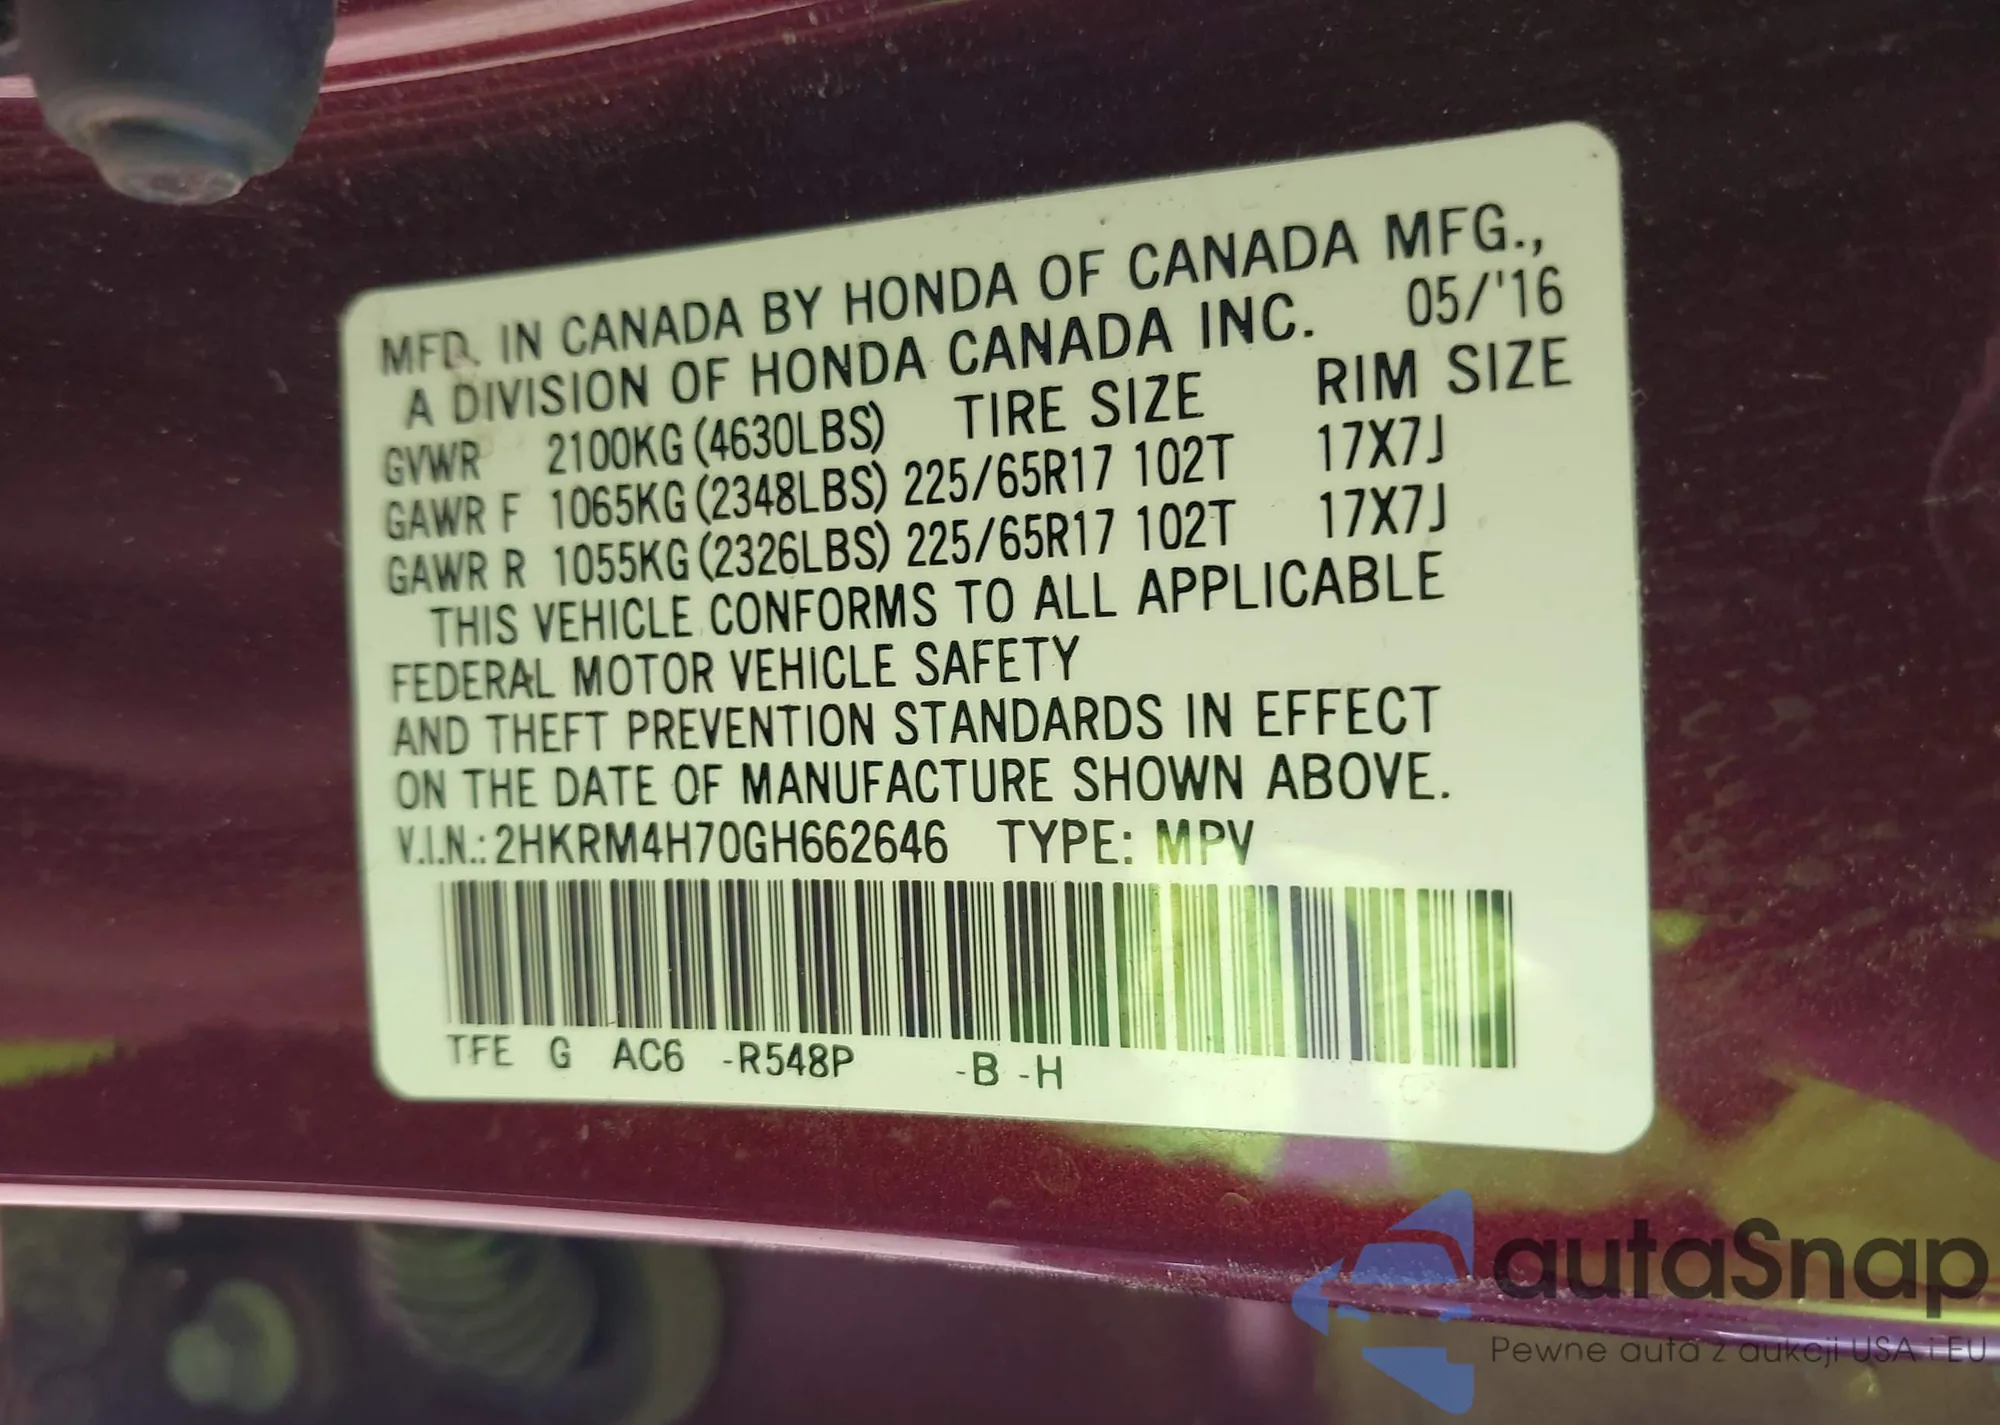 MFD. IN CANADA BY HONDA OF CANADA MFG.,
A DIVISION OF HONDA CANADA INC. 05/'16
GVWR 2100KG (4630LBS) TIRE SIZE RIM SIZE
GAWR F 1065KG (2348LBS) 225/65R17 102T 17X7J
GAWR R 1055KG (2326LBS) 225/65R17 102T 17X7J
THIS VEHICLE CONFORMS TO ALL APPLICABLE
FEDERAL MOTOR VEHICLE SAFETY
AND THEFT PREVENTION STANDARDS IN EFFECT
ON THE DATE OF MANUFACTURE SHOWN ABOVE.
V.I.N.: 2HKRM4H70GH662646 TYPE: MPV
TFE G AC6 -R548P -B -H
autaSnap
Pewne auta z aukcji USA i EU